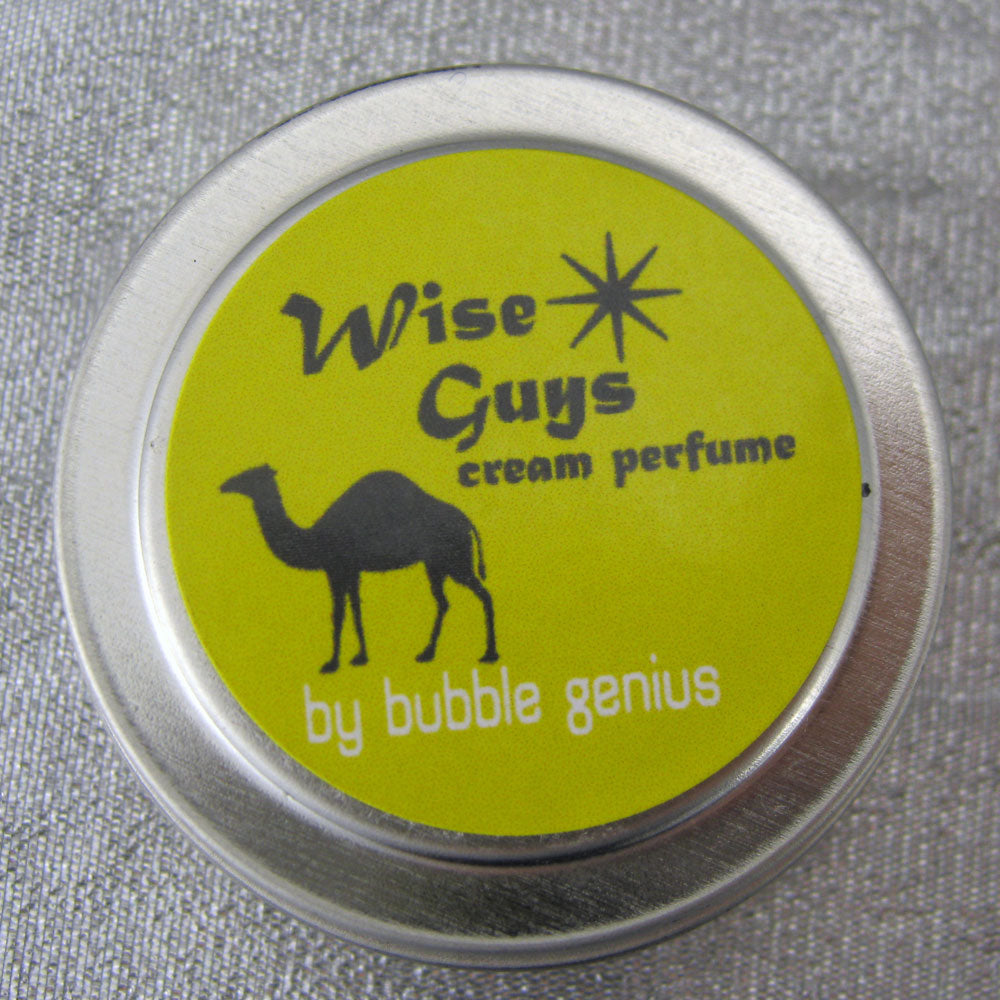 Wise
Guys
cream perfume
by bubble genius